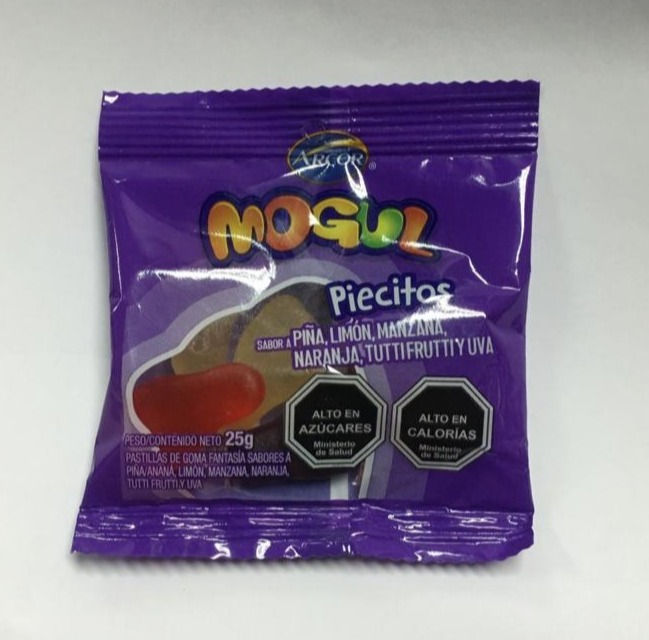 ARCOR
MOGUL
Piecitos
SABOR A PIÑA, LIMÓN, MANZANA,
NARANJA, TUTTI FRUTTI Y UVA
ALTO EN
AZÚCARES
Ministerio
de Salud
ALTO EN
CALORÍAS
Ministerio
de Salud
PESO/CONTENIDO NETO 25g
PASTILLAS DE GOMA FANTASÍA SABORES A
PIÑA/ANANÁ, LIMÓN, MANZANA, NARANJA,
TUTTI FRUTTI, Y UVA